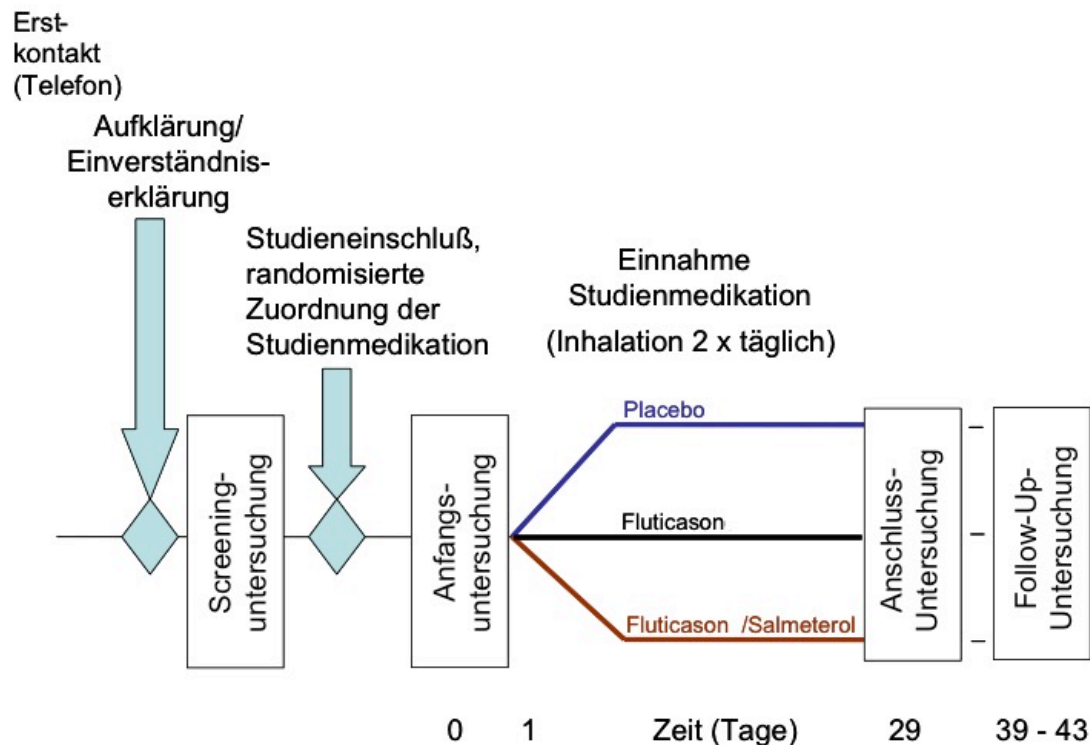 Erst-
kontakt
(Telefon)
Aufklärung/
Einverständnis-
erklärung
Studieneinschluß,
randomisierte
Zuordnung der
Studienmedikation
Einnahme
Studienmedikation
(Inhalation 2 x täglich)
Screening-
untersuchung
Anfangs-
untersuchung
Placebo
Fluticason
Fluticason /Salmeterol
Anschluss-
Untersuchung
Follow-Up-
Untersuchung
0 1 Zeit (Tage) 29 39 - 43